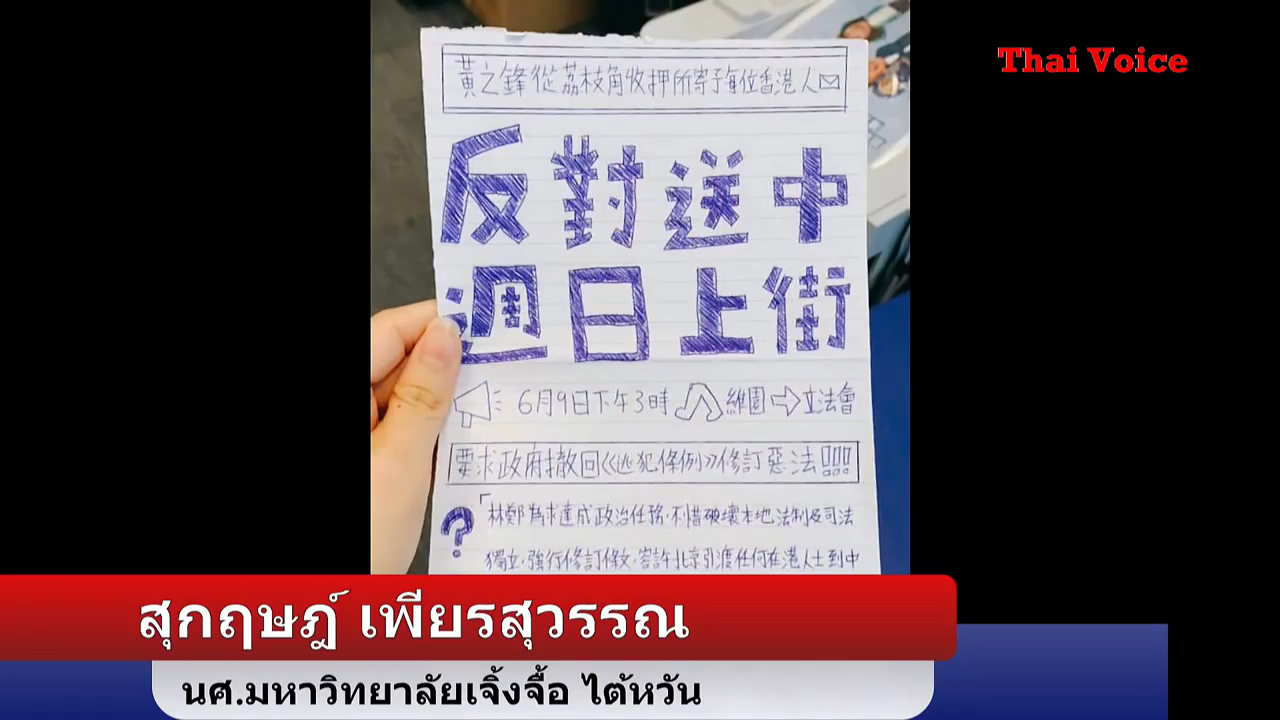 Thai Voice
黃之鋒從荔枝角收押所寄予每位香港人
反對送中
週日上街
6月9日下午3時 維園 立法會
要求政府撤回《逃犯條例》修訂惡法!!!
?「林鄭為求達成政治任務,不惜破壞本地法制及司法
獨立,強行修訂條文,容許北京引渡任何在港人士到中
สุกฤษฎ์ เพียรสุวรรณ
นศ.มหาวิทยาลัยเจิ้งจื้อ ไต้หวัน